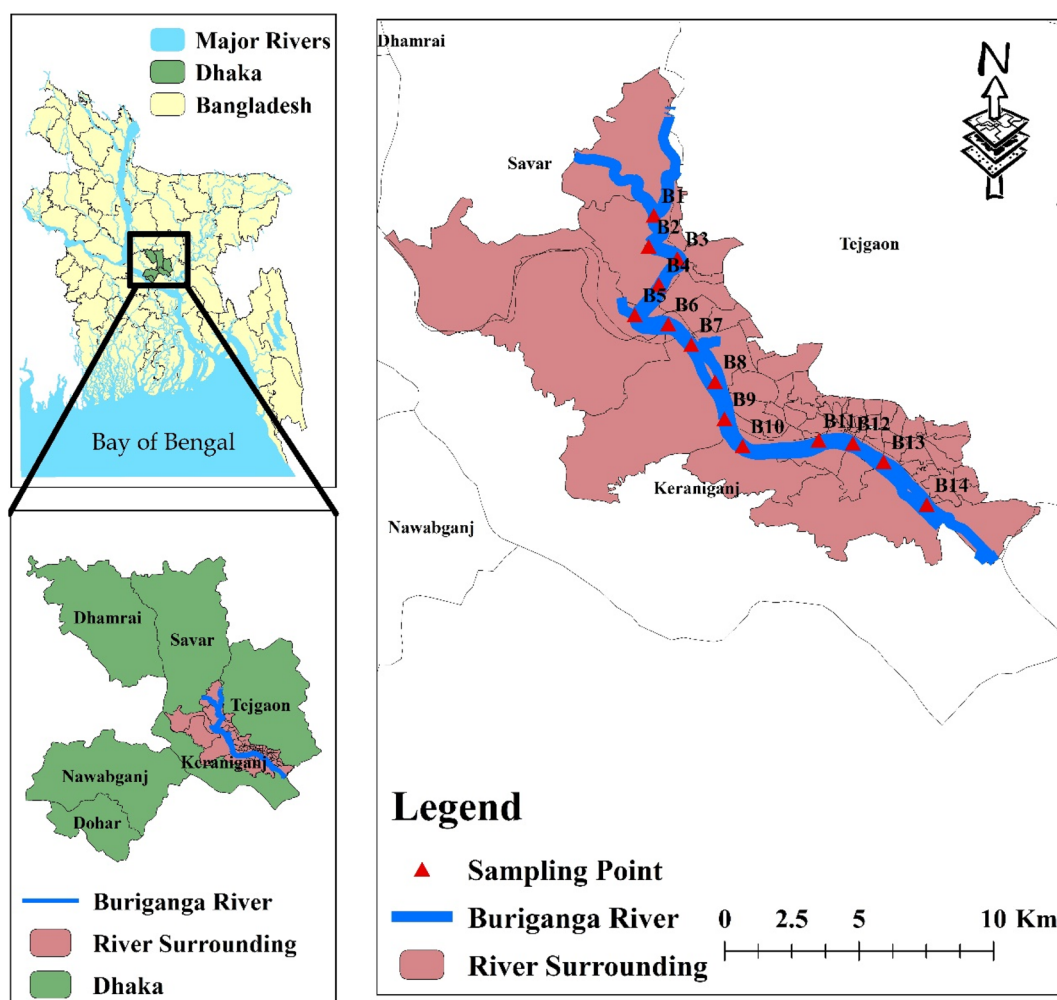 Major Rivers
Dhaka
Bangladesh
Bay of Bengal
Dhamrai
Savar
Tejgaon
Keraniganj
Nawabganj
Dohar
Buriganga River
River Surrounding
Dhaka
Dhamrai
N
Savar
B1
B2
B3
Tejgaon
B4
B5
B6
B7
B8
B9
B10
B11
B12
B13
B14
Keraniganj
Nawabganj
Legend
Sampling Point
Buriganga River
River Surrounding
0 2.5 5 10 Km